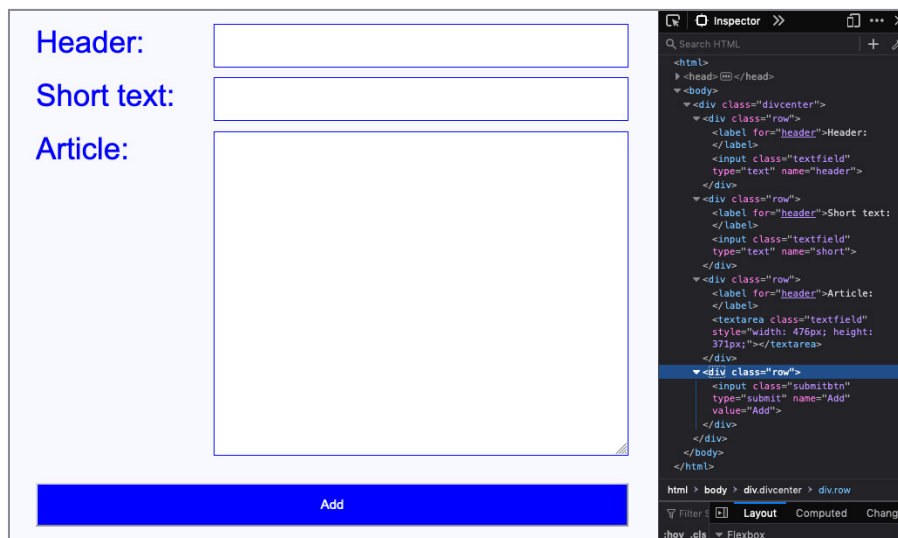 Header:
Short text:
Article:
Add
Inspector
Search HTML
<html>
<head> </head>
<body>
<div class="divcenter">
<div class="row">
<label for="header">Header:
</label>
<input class="textfield"
type="text" name="header">
</div>
<div class="row">
<label for="header">Short text:
</label>
<input class="textfield"
type="text" name="short">
</div>
<div class="row">
<label for="header">Article:
</label>
<textarea class="textfield"
style="width: 476px; height:
371px;"></textarea>
</div>
<div class="row">
<input class="submitbtn"
type="submit" name="Add"
value="Add">
</div>
</div>
</body>
</html>
html > body > div.divcenter > div.row
Filter S Layout Computed Chang
:hov .cls Flexbox